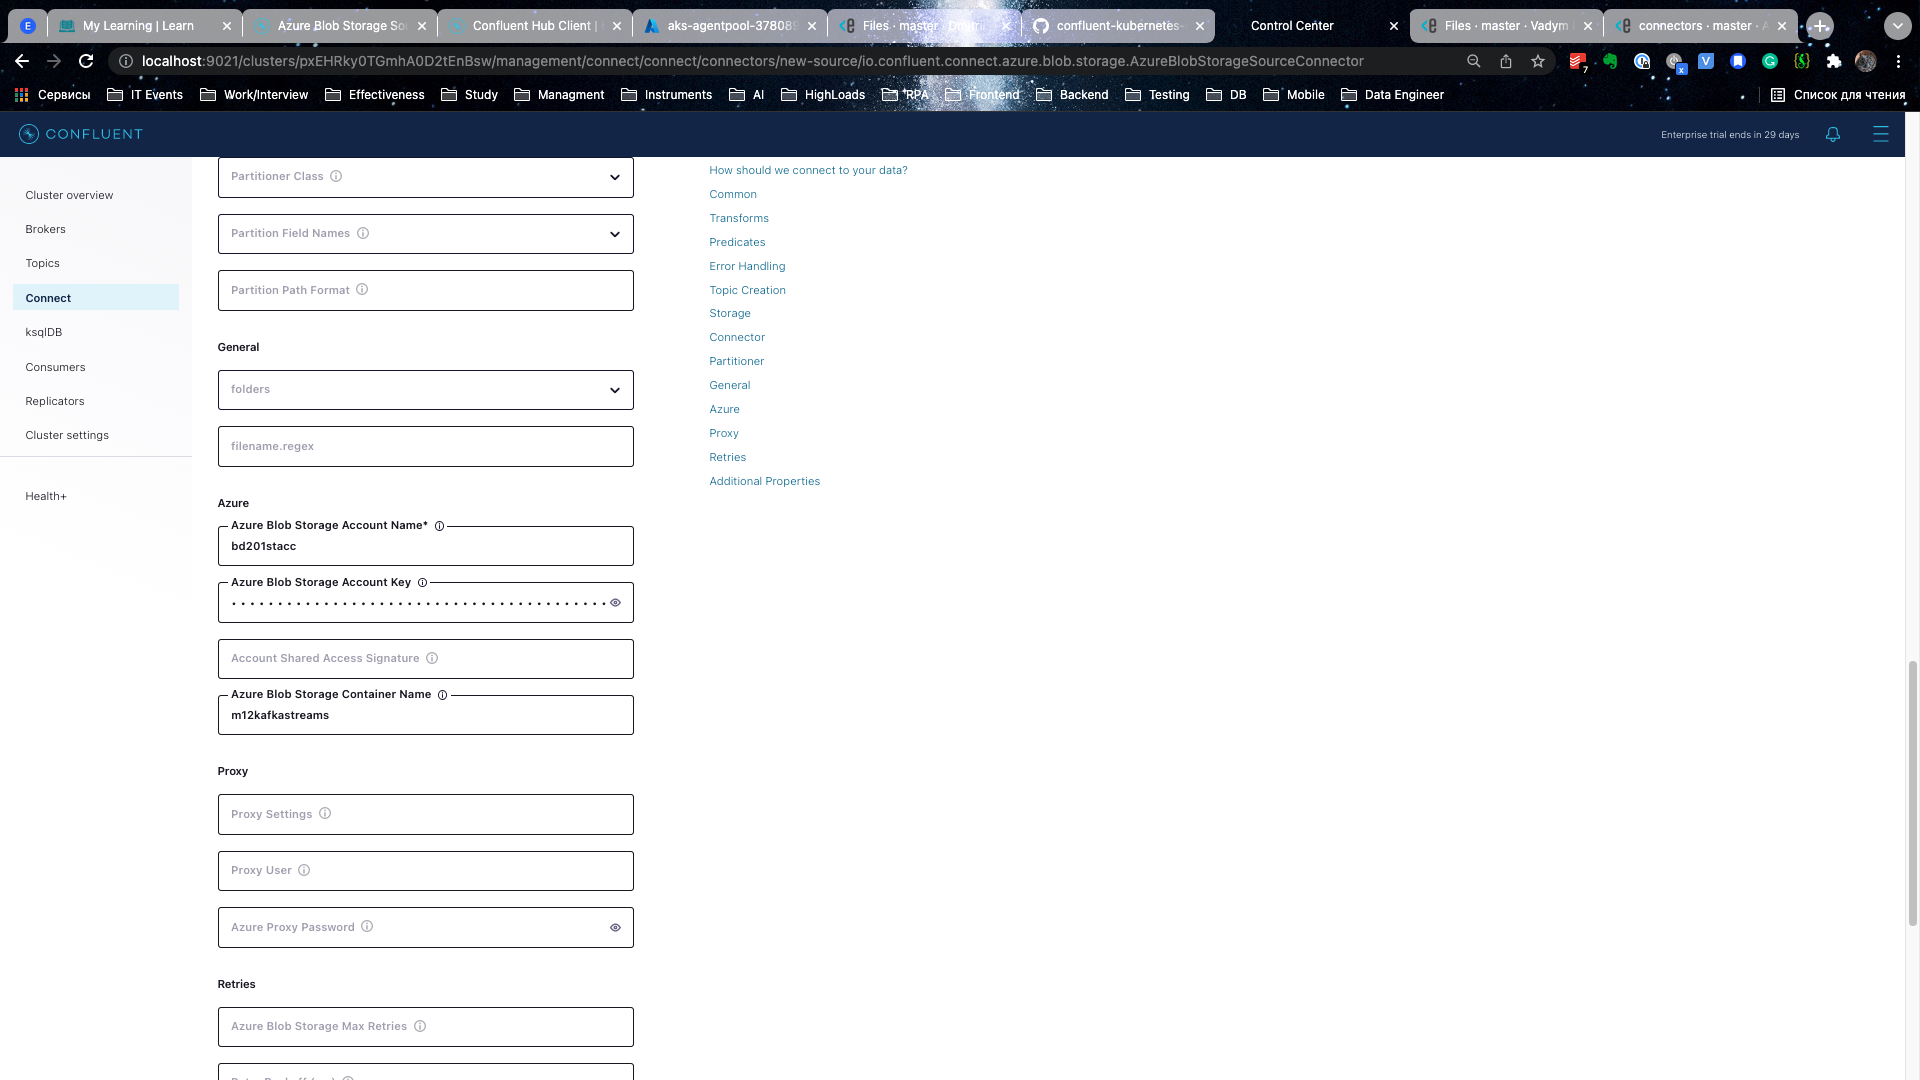 E
My Learning | Learn
Azure Blob Storage So
Confluent Hub Client |
aks-agentpool-378089
Files · master ·
confluent-kubernetes-
Control Center
Files · master · Vadym
connectors · master ·
localhost:9021/clusters/pxEHRky0TGmhA0D2tEnBsw/management/connect/connect/connectors/new-source/io.confluent.connect.azure.blob.storage.AzureBlobStorageSourceConnector
7
x
Сервисы
IT Events
Work/Interview
Effectiveness
Study
Managment
Instruments
AI
HighLoads
RPA
Frontend
Backend
Testing
DB
Mobile
Data Engineer
Список для чтения
CONFLUENT
Enterprise trial ends in 29 days
Cluster overview
Brokers
Topics
Connect
ksqlDB
Consumers
Replicators
Cluster settings
Health+
Partitioner Class
Partition Field Names
Partition Path Format
General
folders
filename.regex
Azure
Azure Blob Storage Account Name*
bd201stacc
Azure Blob Storage Account Key
Account Shared Access Signature
Azure Blob Storage Container Name
m12kafkastreams
Proxy
Proxy Settings
Proxy User
Azure Proxy Password
Retries
Azure Blob Storage Max Retries
How should we connect to your data?
Common
Transforms
Predicates
Error Handling
Topic Creation
Storage
Connector
Partitioner
General
Azure
Proxy
Retries
Additional Properties